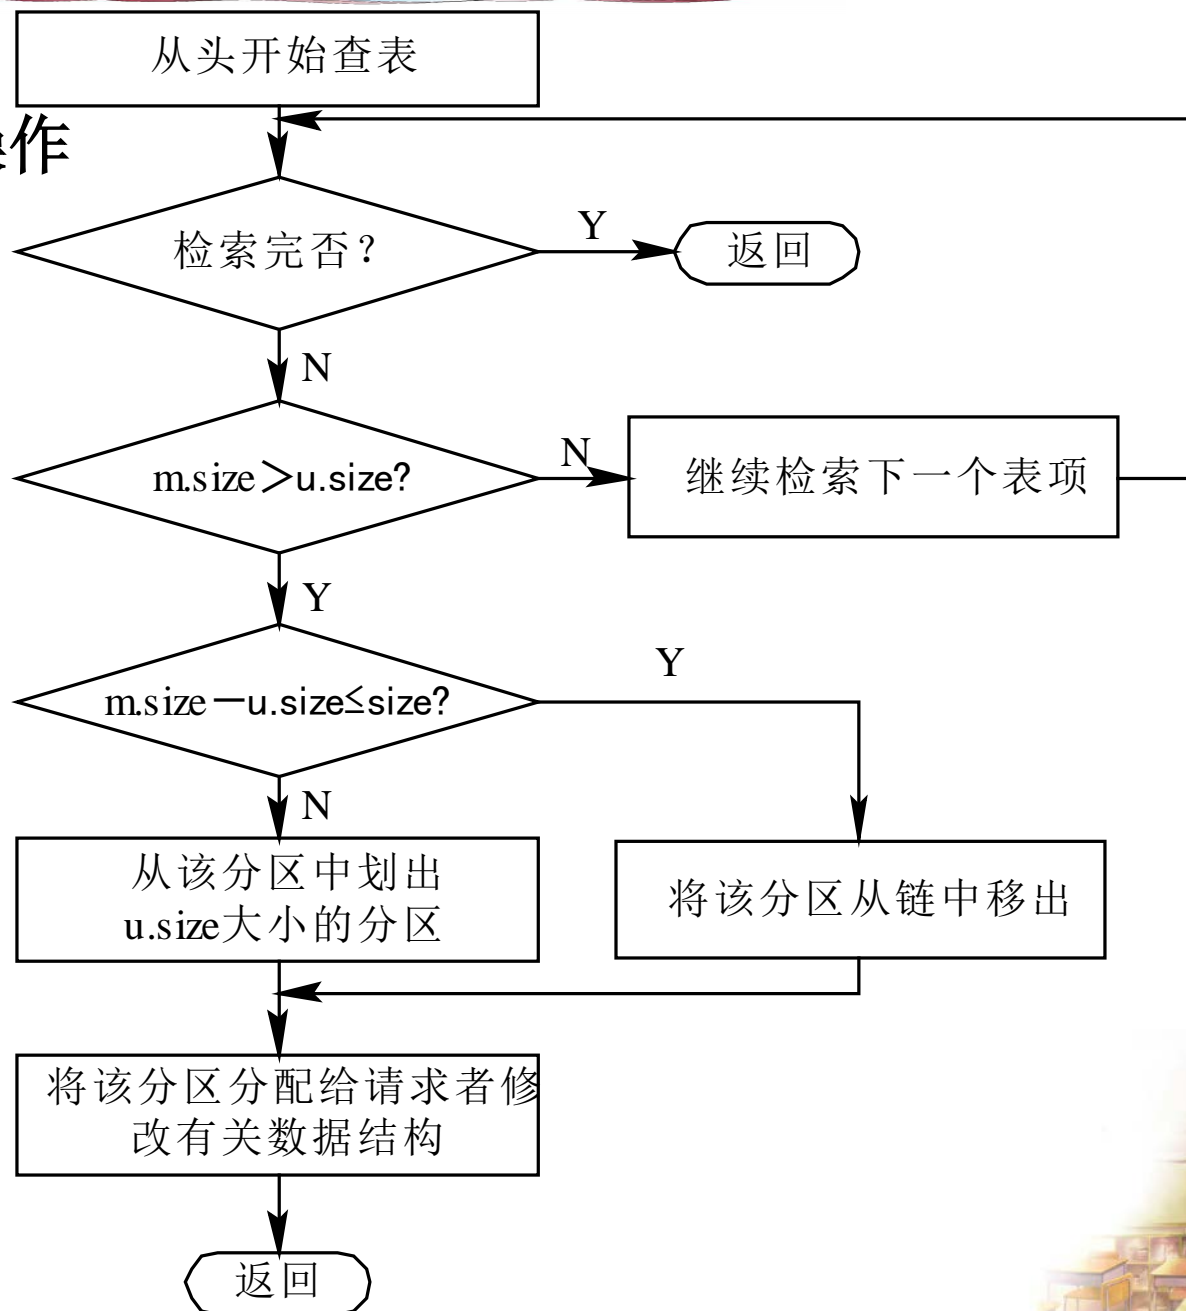 从头开始查表
作
检索完否?
Y
返回
N
m.size＞u.size?
N
继续检索下一个表项
Y
m.size－u.size≤size?
Y
N
从该分区中划出
u.size大小的分区
将该分区从链中移出
将该分区分配给请求者修
改有关数据结构
返回